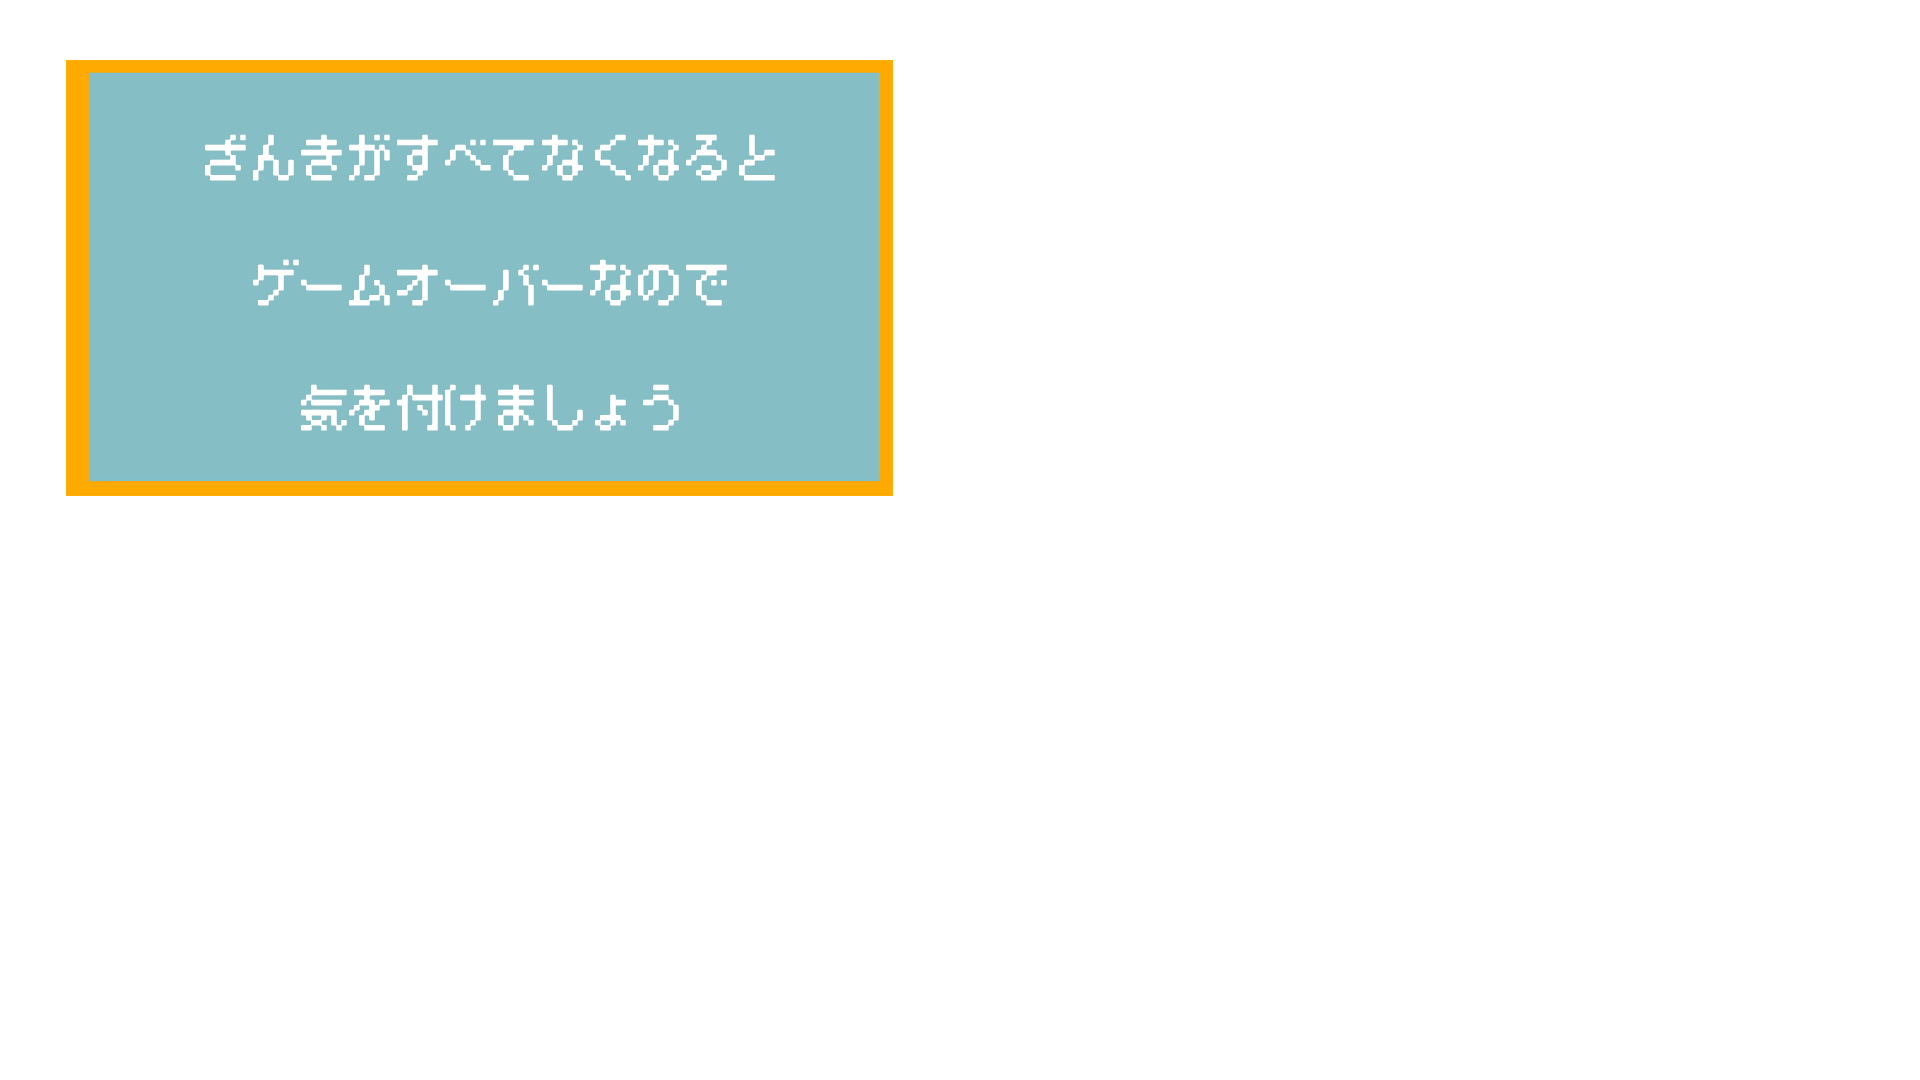 ざんきがすべてなくなると
ゲームオーバーなので
気を付けましょう